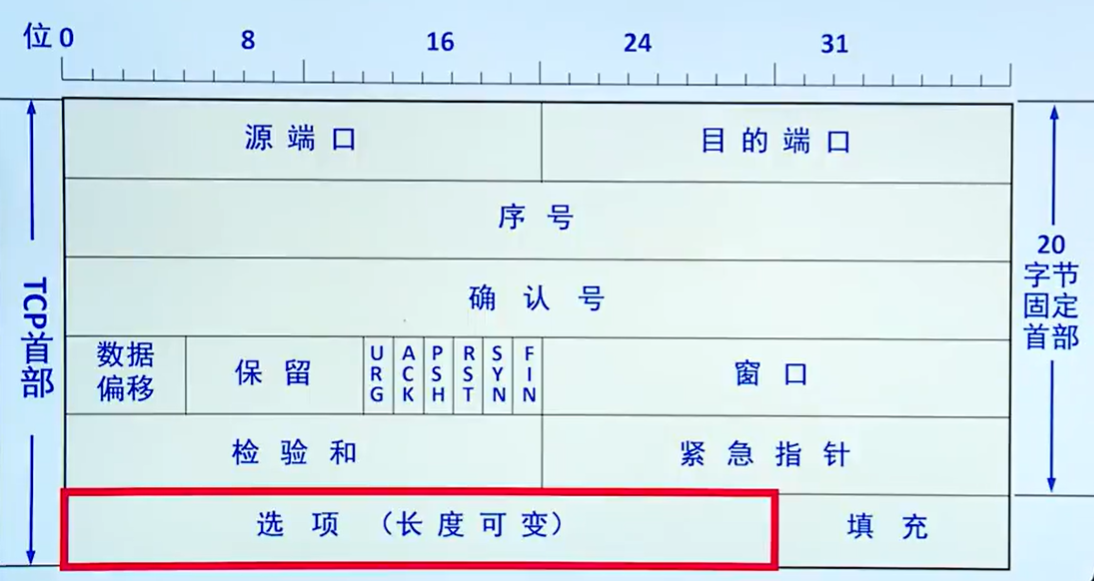 位 0 8 16 24 31
源端口 目的端口
序号
确认号
数据偏移 保留 URG ACK PSH RST SYN FIN 窗口
检验和 紧急指针
选项（长度可变） 填充
TCP首部
20字节固定首部